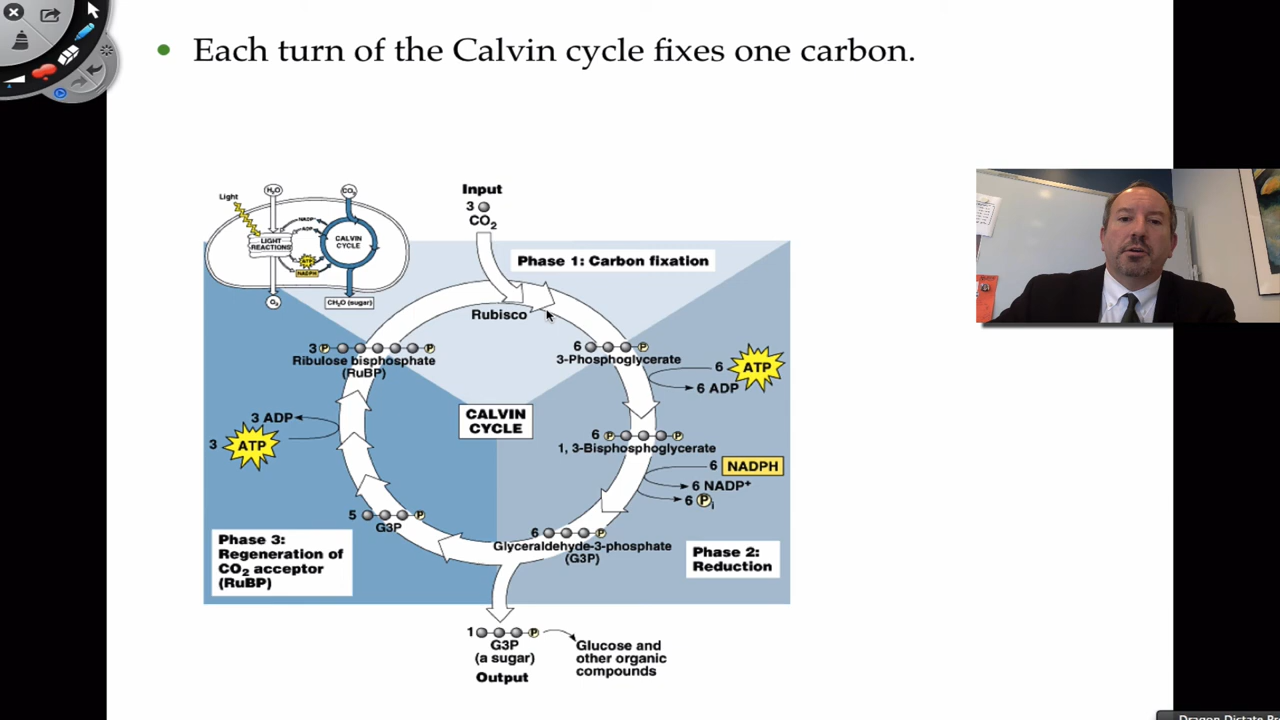 • Each turn of the Calvin cycle fixes one carbon.
Light
H₂O
CO₂
NADP⁺
ADP
LIGHT
REACTIONS
CALVIN
CYCLE
ATP
NADPH
O₂
CH₂O (sugar)
Input
3
CO₂
Phase 1: Carbon fixation
Rubisco
3 P P
Ribulose bisphosphate
(RuBP)
6 P
3-Phosphoglycerate
6 ATP
6 ADP
3 ADP
3 ATP
CALVIN
CYCLE
6 P P
1, 3-Bisphosphoglycerate
6 NADPH
6 NADP⁺
6 Pi
5 P
G3P
6 P
Glyceraldehyde-3-phosphate
(G3P)
Phase 3:
Regeneration of
CO₂ acceptor
(RuBP)
Phase 2:
Reduction
1 P
G3P
(a sugar)
Output
Glucose and
other organic
compounds